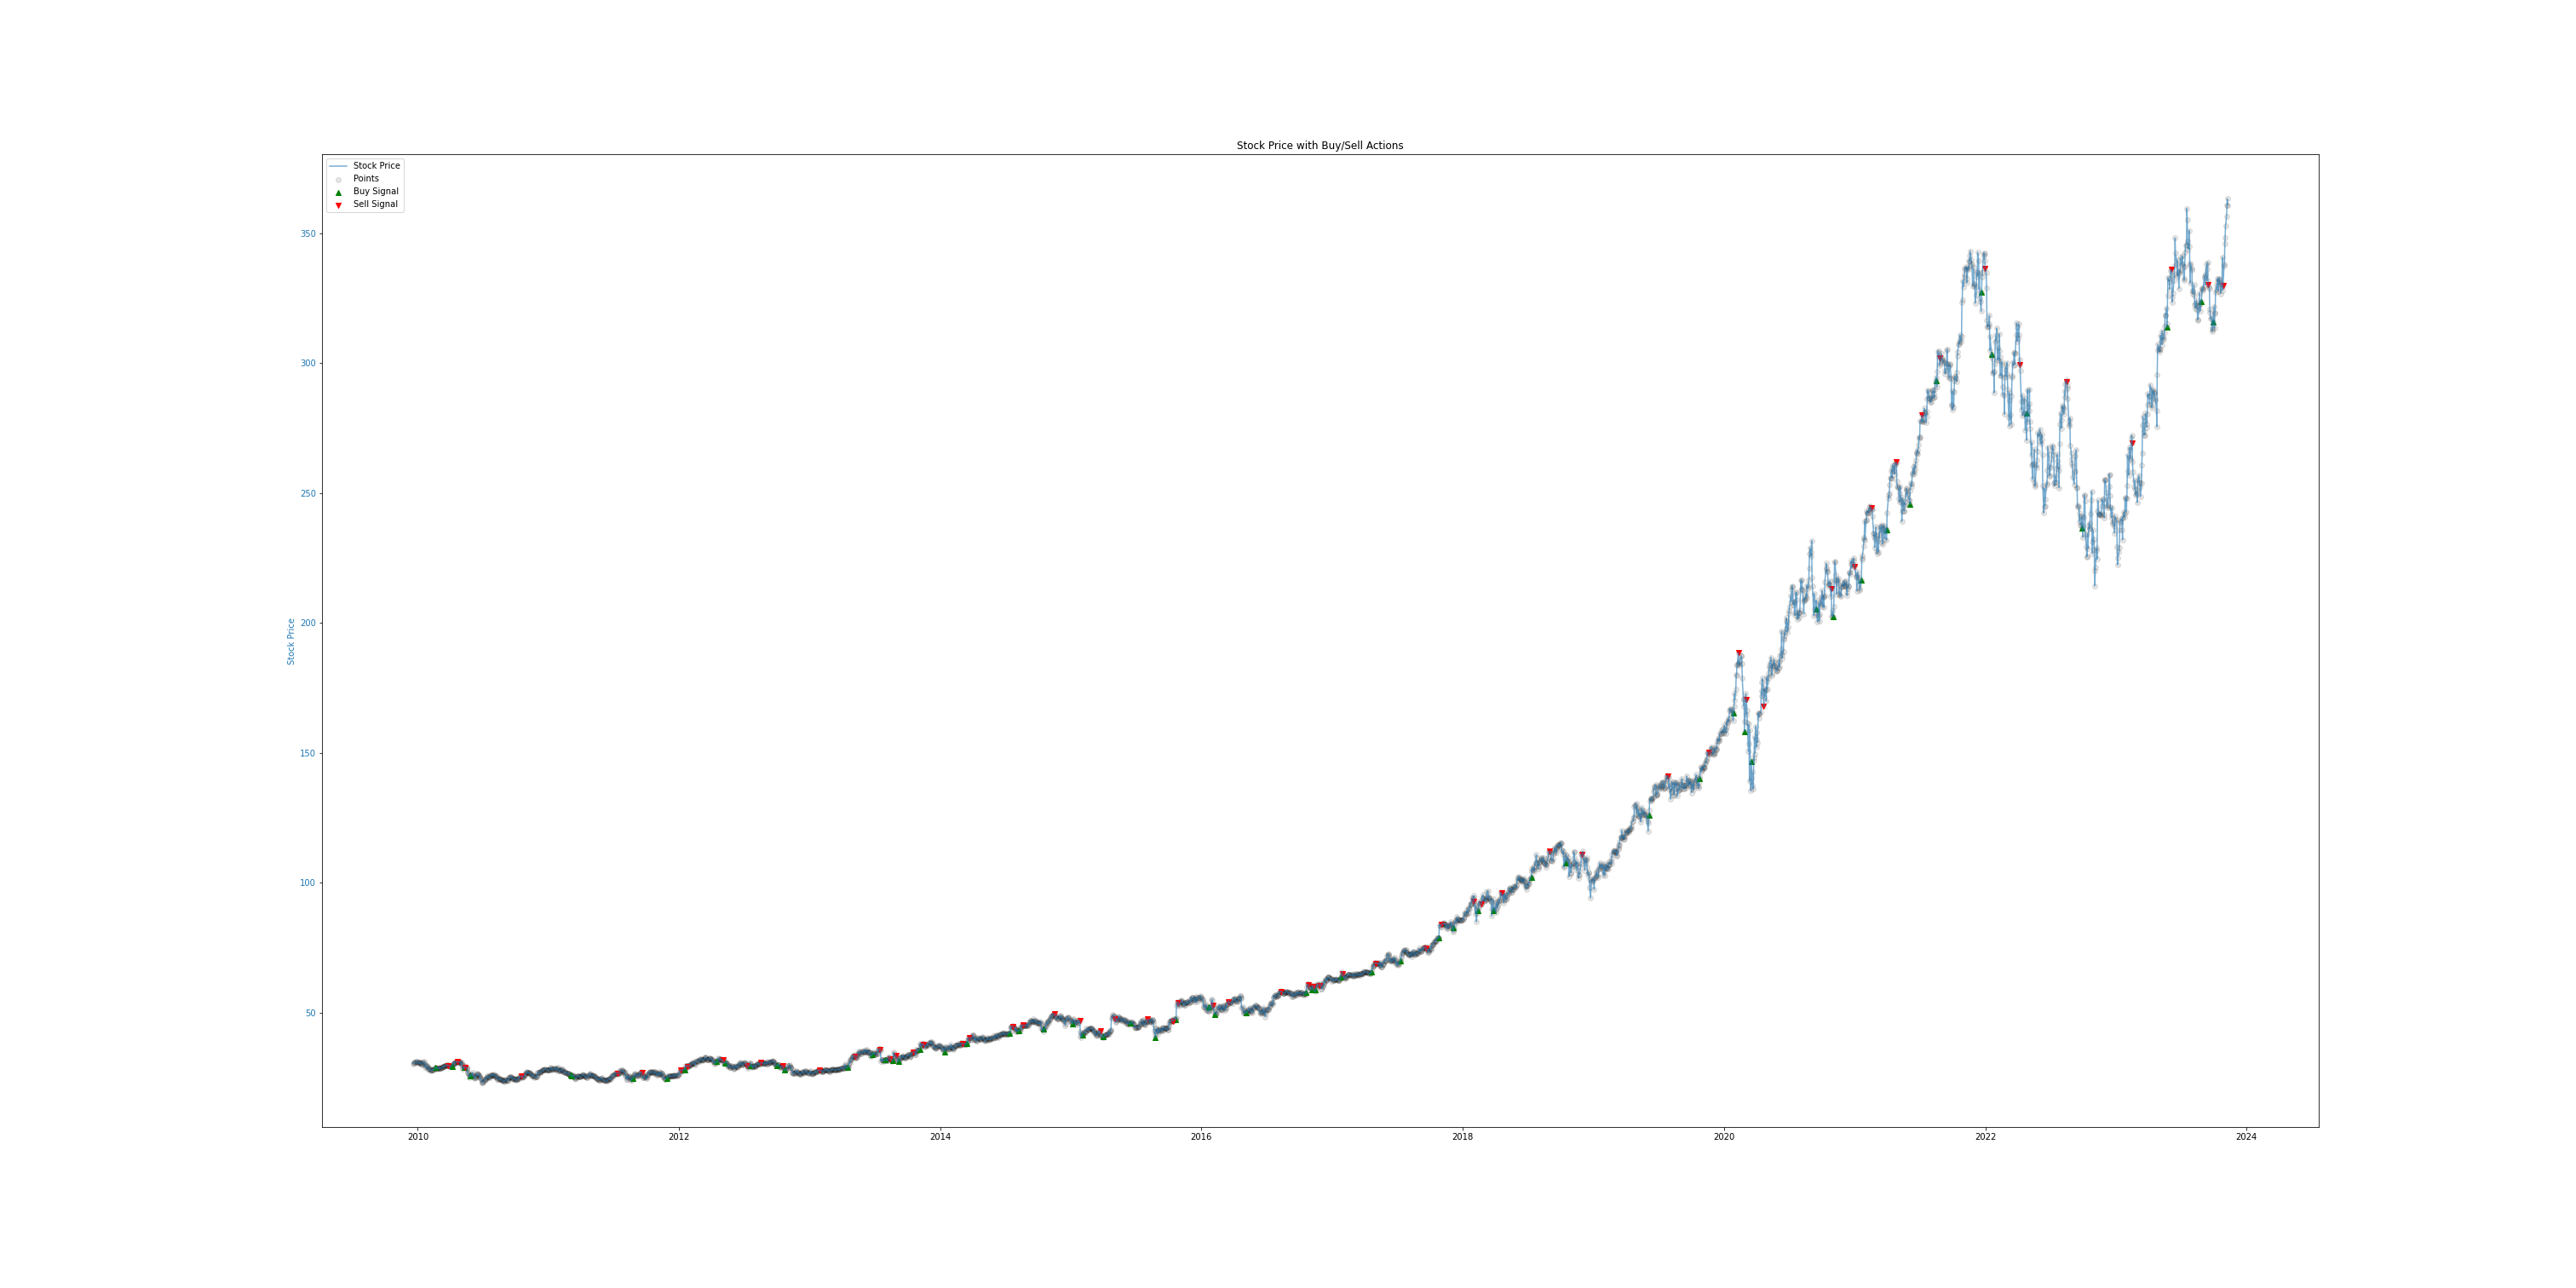 Stock Price with Buy/Sell Actions
Stock Price
Points
Buy Signal
Sell Signal
350
300
250
200
150
100
50
Stock Price
2010 2012 2014 2016 2018 2020 2022 2024